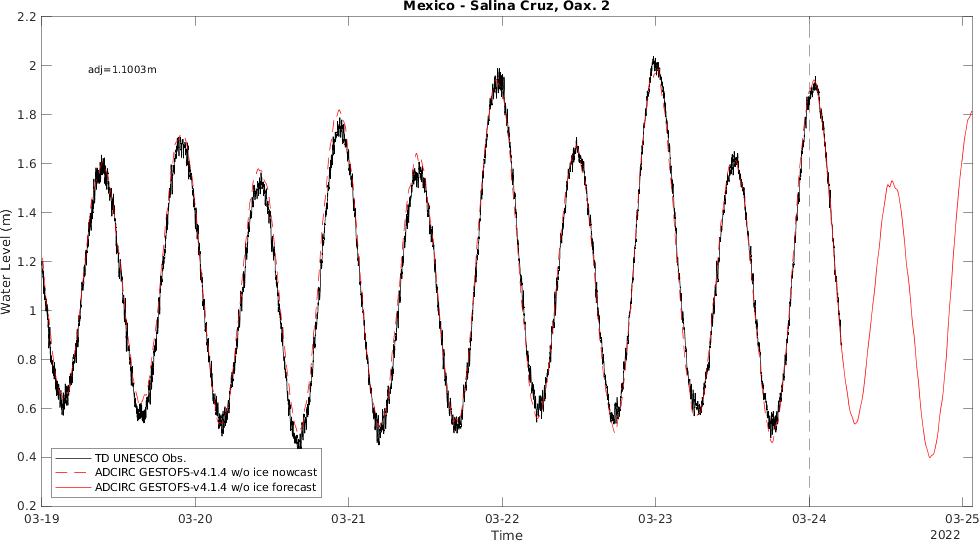 Mexico - Salina Cruz, Oax. 2
2.2
2
1.8
1.6
1.4
1.2
1
0.8
0.6
0.4
0.2
Water Level (m)
adj=1.1003m
TD UNESCO Obs.
ADCIRC GESTOFS-v4.1.4 w/o ice nowcast
ADCIRC GESTOFS-v4.1.4 w/o ice forecast
03-19 03-20 03-21 03-22 03-23 03-24 03-25
Time
2022